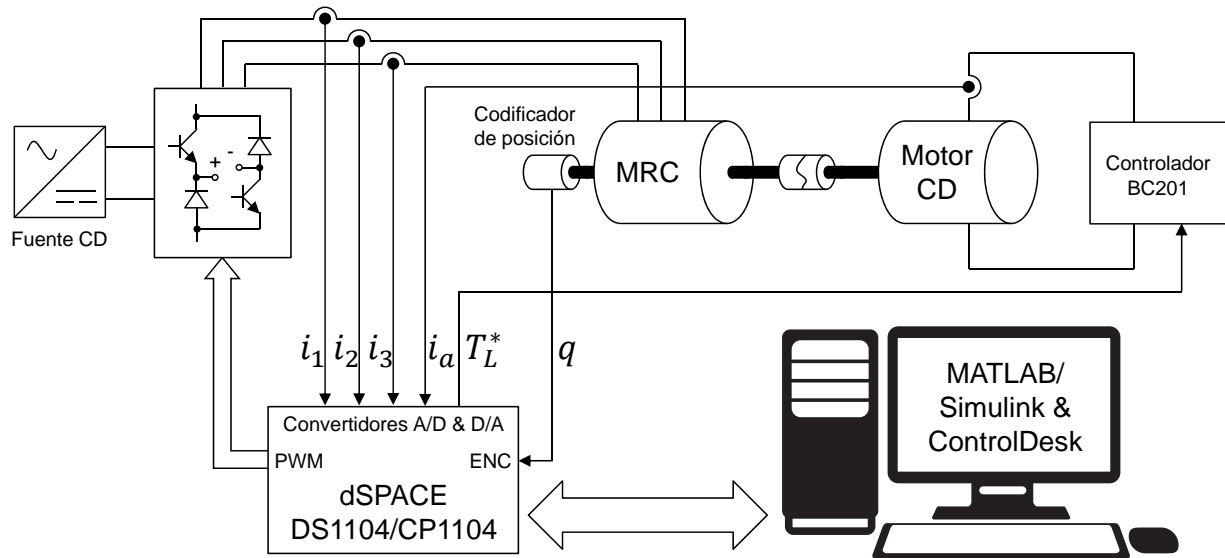 Codificador
de posición
MRC
Motor
CD
Controlador
BC201
+ -
Fuente CD
i₁ i₂ i₃ iₐ T_L^* q
Convertidores A/D & D/A
PWM ENC
dSPACE
DS1104/CP1104
MATLAB/
Simulink &
ControlDesk